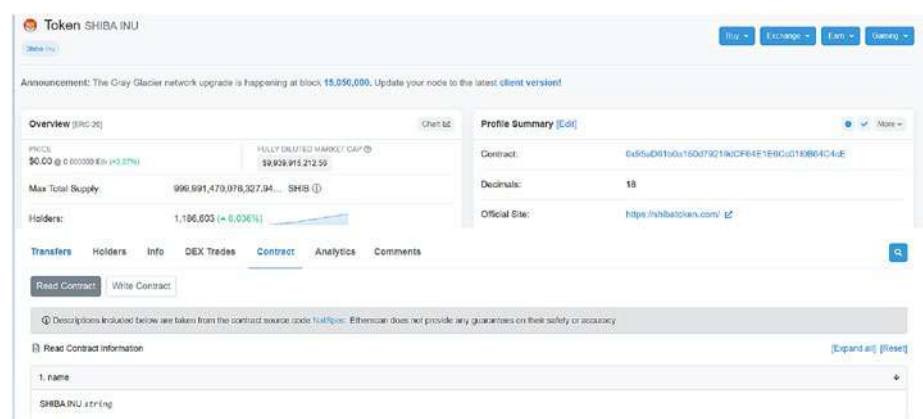 Token SHIBA INU
Buy Exchange Earn Gaming
Shiba Inu
Announcement: The Gray Glacier network upgrade is happening at block 15,050,000. Update your node to the latest client version!
Overview [ERC-20]
PRICE
$0.00 @ 0.000000 Eth
FULLY DILUTED MARKET CAP
Max Total Supply:
SHIB
Holders:
Profile Summary [Edit]
More
Contract:
Decimals: 18
Official Site: https://shibatoken.com/
Transfers Holders Info DEX Trades Contract Analytics Comments
Read Contract Write Contract
Descriptions included below are taken from the contract source code NatSpec. Etherscan does not provide any guarantees on their safety or accuracy
Read Contract Information
[Expand all] [Reset]
1. name
SHIBA INU string